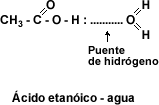 O H
CH3 - C - O - H : ........... O
H
Puente
de hidrógeno
Ácido etanóico - agua